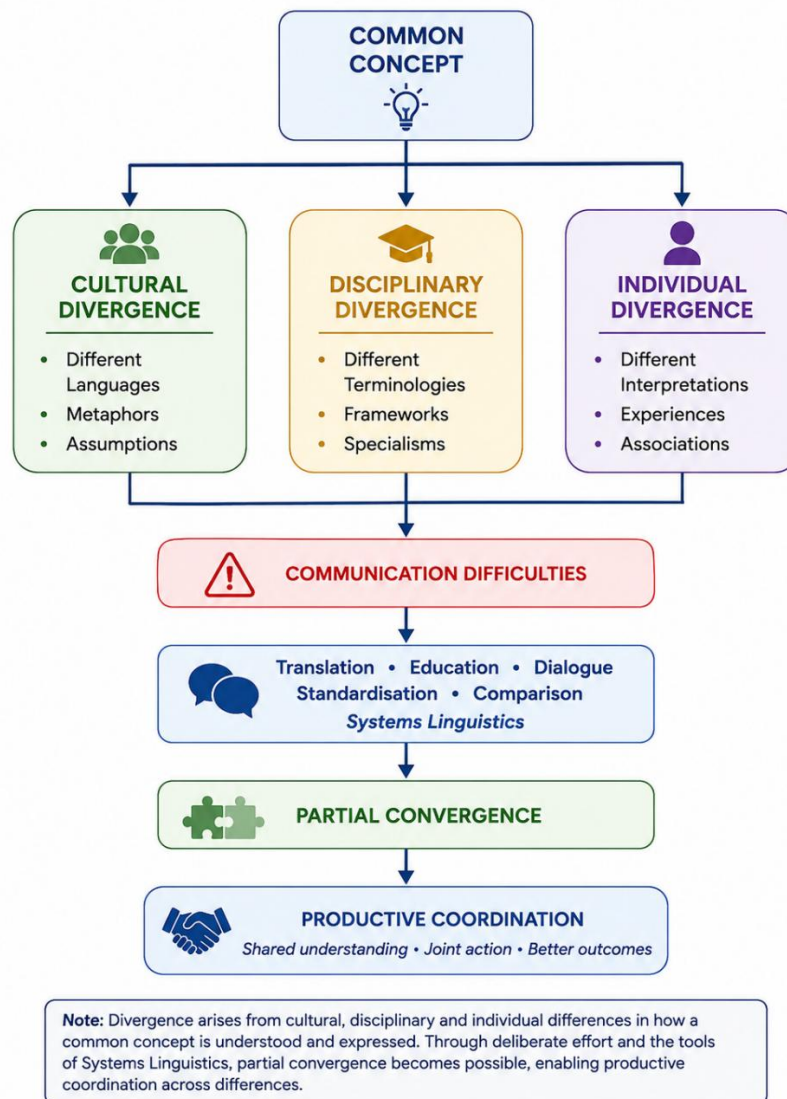 COMMON
CONCEPT
CULTURAL
DIVERGENCE
• Different
Languages
• Metaphors
• Assumptions
DISCIPLINARY
DIVERGENCE
• Different
Terminologies
• Frameworks
• Specialisms
INDIVIDUAL
DIVERGENCE
• Different
Interpretations
• Experiences
• Associations
COMMUNICATION DIFFICULTIES
Translation • Education • Dialogue
Standardisation • Comparison
Systems Linguistics
PARTIAL CONVERGENCE
PRODUCTIVE COORDINATION
Shared understanding • Joint action • Better outcomes
Note: Divergence arises from cultural, disciplinary and individual differences in how a
common concept is understood and expressed. Through deliberate effort and the tools
of Systems Linguistics, partial convergence becomes possible, enabling productive
coordination across differences.